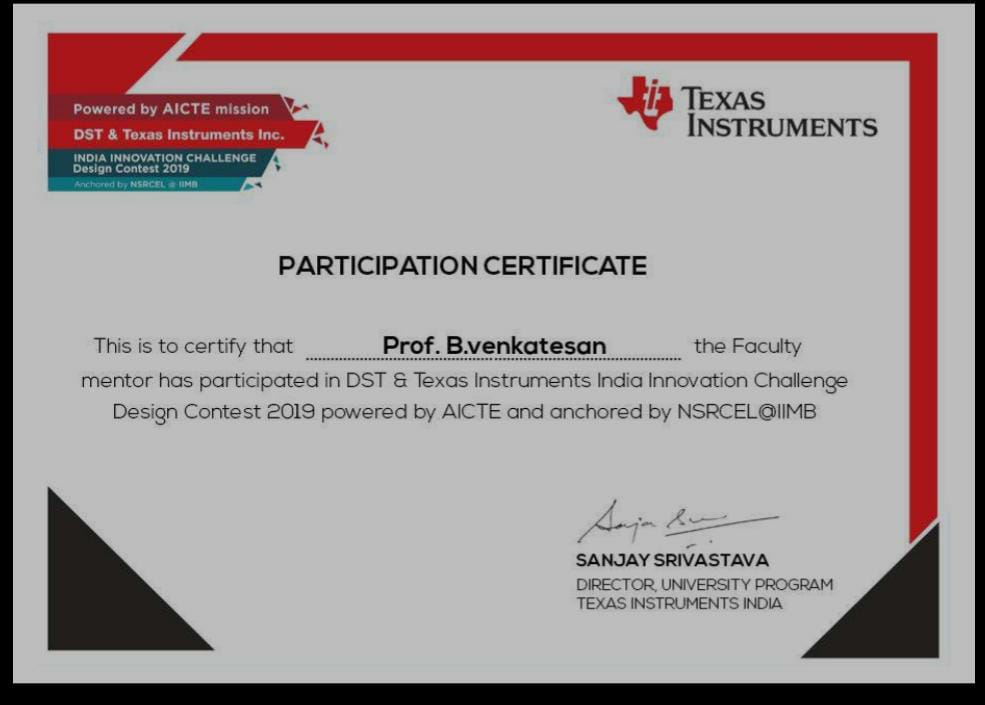 Powered by AICTE mission
DST & Texas Instruments Inc.
INDIA INNOVATION CHALLENGE
Design Contest 2019
Anchored by NSRCEL @ IIMB
TEXAS
INSTRUMENTS
PARTICIPATION CERTIFICATE
This is to certify that Prof. B.venkatesan the Faculty
mentor has participated in DST & Texas Instruments India Innovation Challenge
Design Contest 2019 powered by AICTE and anchored by NSRCEL@IIMB
SANJAY SRIVASTAVA
DIRECTOR, UNIVERSITY PROGRAM
TEXAS INSTRUMENTS INDIA